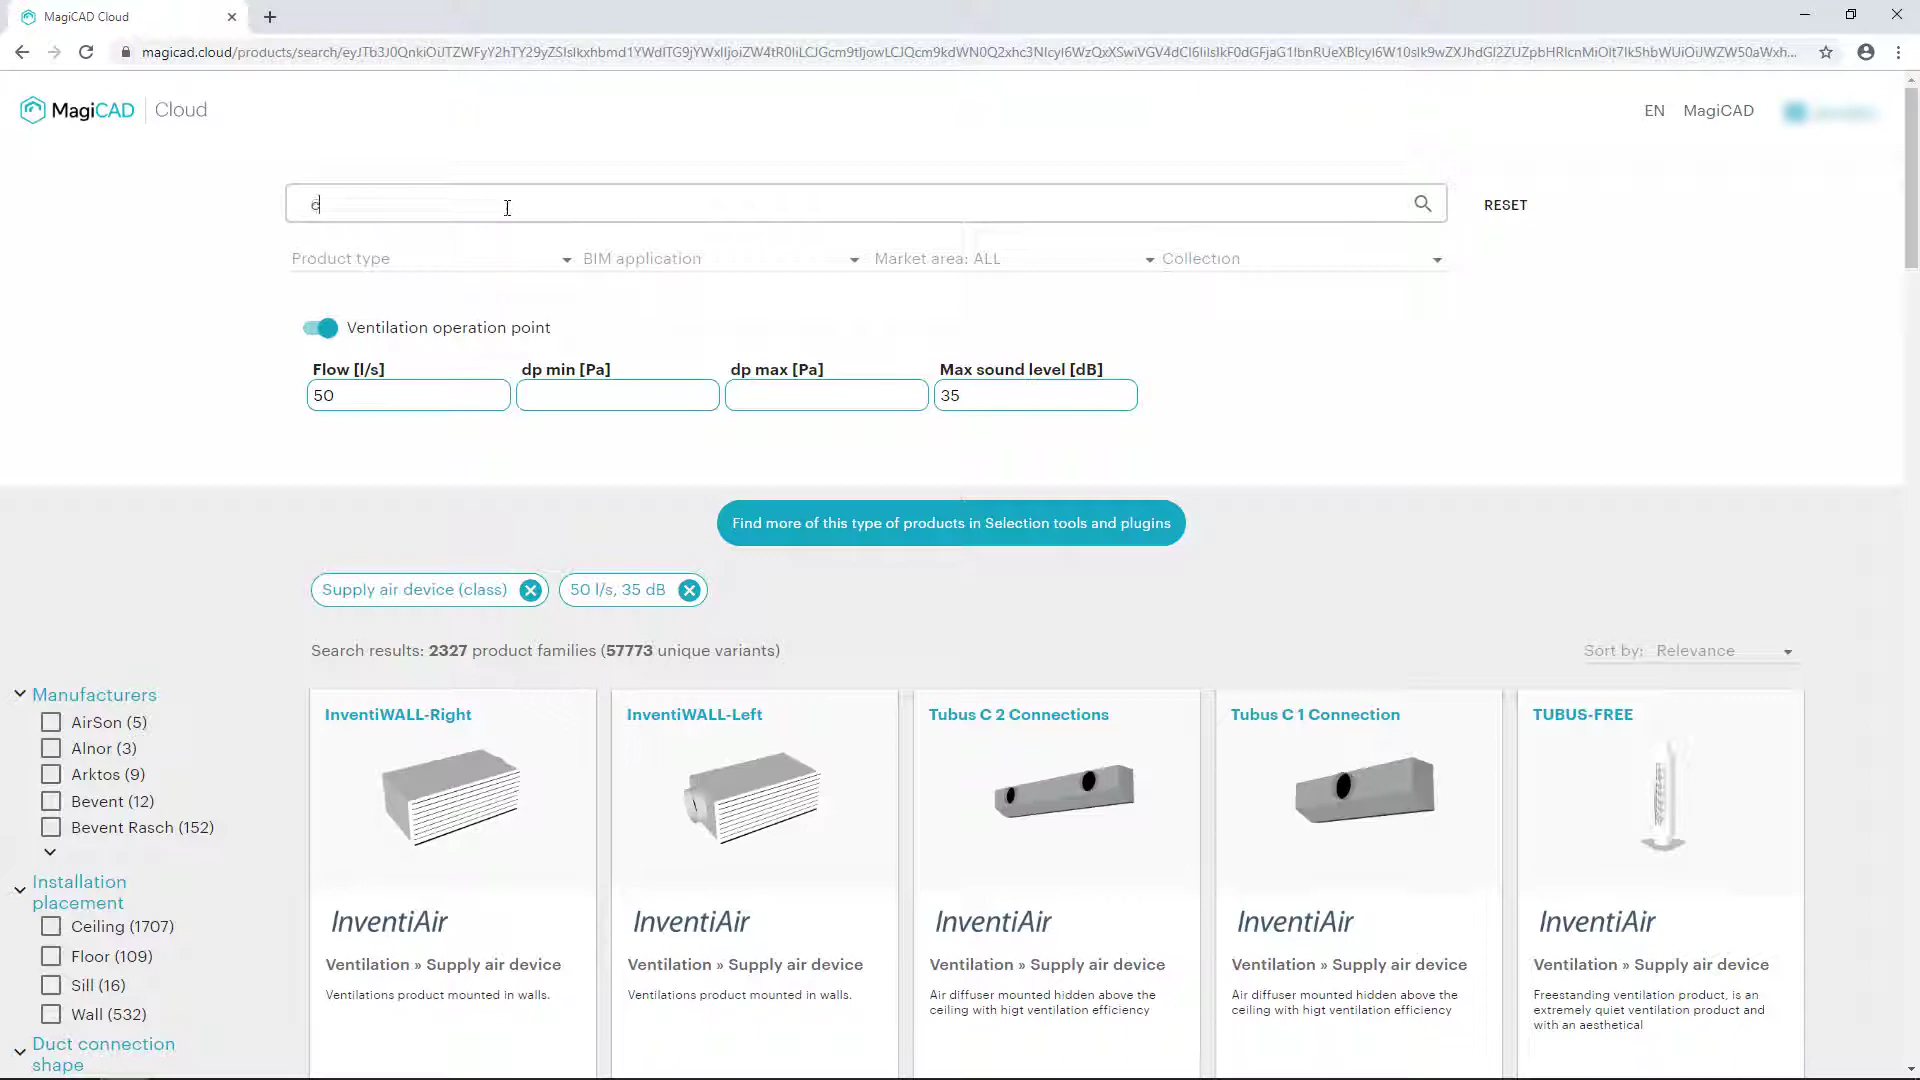 MagiCAD Cloud
magicad.cloud/products/search/
MagiCAD Cloud
EN MagiCAD
c
RESET
Product type BIM application Market area: ALL Collection
Ventilation operation point
Flow [l/s] dp min [Pa] dp max [Pa] Max sound level [dB]
50 35
Find more of this type of products in Selection tools and plugins
Supply air device (class) 50 l/s, 35 dB
Search results: 2327 product families (57773 unique variants)
Sort by: Relevance
Manufacturers
AirSon (5)
Alnor (3)
Arktos (9)
Bevent (12)
Bevent Rasch (152)
Installation
placement
Ceiling (1707)
Floor (109)
Sill (16)
Wall (532)
Duct connection
shape
InventiWALL-Right
InventiAir
Ventilation » Supply air device
Ventilations product mounted in walls.
InventiWALL-Left
InventiAir
Ventilation » Supply air device
Ventilations product mounted in walls.
Tubus C 2 Connections
InventiAir
Ventilation » Supply air device
Air diffuser mounted hidden above the
ceiling with higt ventilation efficiency
Tubus C 1 Connection
InventiAir
Ventilation » Supply air device
Air diffuser mounted hidden above the
ceiling with higt ventilation efficiency
TUBUS-FREE
InventiAir
Ventilation » Supply air device
Freestanding ventilation product, is an
extremely quiet ventilation product and
with an aesthetical